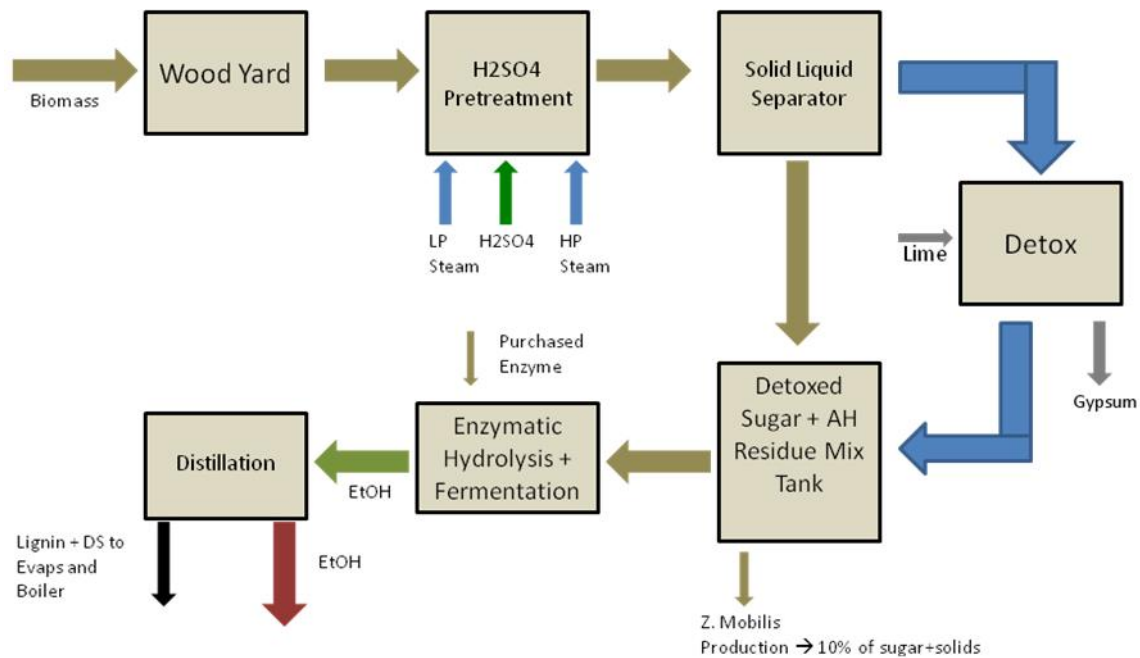 Biomass
Wood Yard
H2SO4
Pretreatment
Solid Liquid
Separator
LP
Steam
H2SO4
HP
Steam
Lime
Detox
Gypsum
Purchased
Enzyme
Detoxed
Sugar + AH
Residue Mix
Tank
Enzymatic
Hydrolysis +
Fermentation
EtOH
Distillation
Lignin + DS to
Evaps and
Boiler
EtOH
Z. Mobilis
Production → 10% of sugar+solids